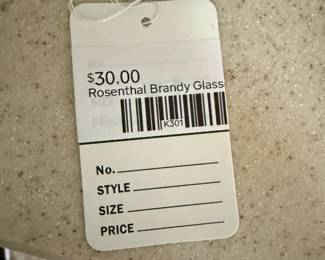 $30.00
Rosenthal Brandy Glass
K301
No.
STYLE
SIZE
PRICE